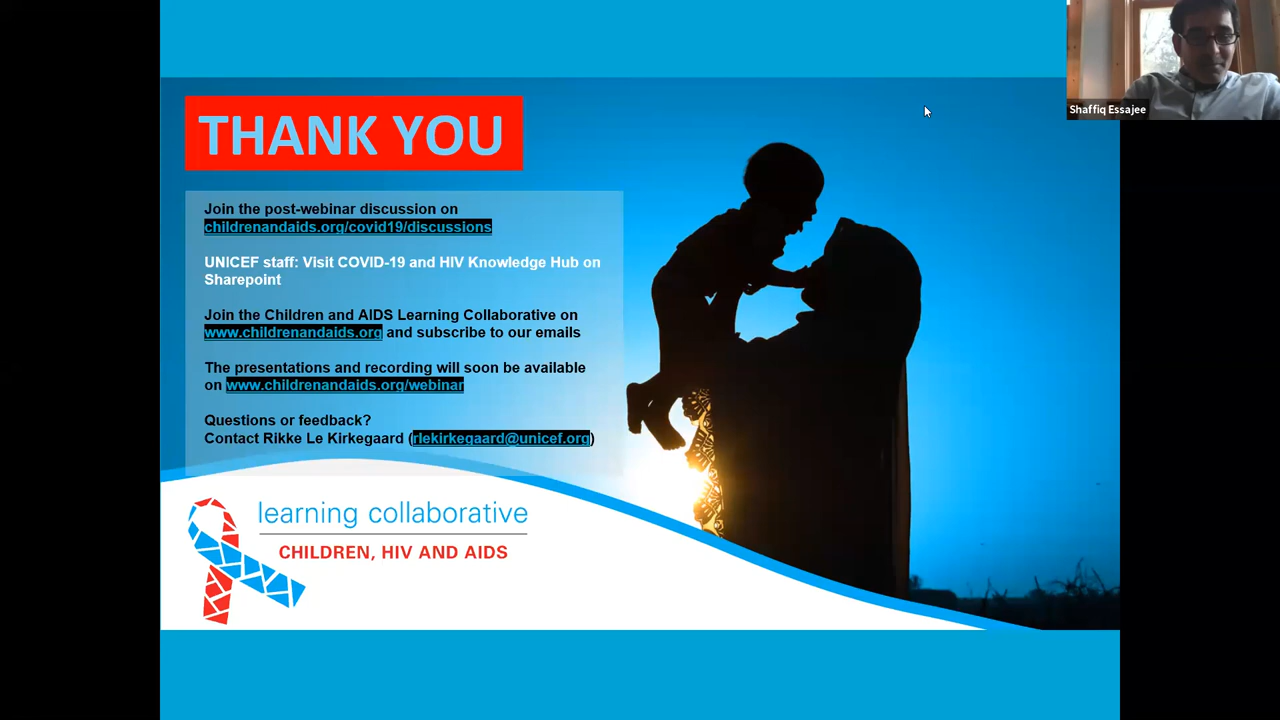 Shaffiq Essajee
THANK YOU
Join the post-webinar discussion on
childrenandaids.org/covid19/discussions
UNICEF staff: Visit COVID-19 and HIV Knowledge Hub on
Sharepoint
Join the Children and AIDS Learning Collaborative on
www.childrenandaids.org and subscribe to our emails
The presentations and recording will soon be available
on www.childrenandaids.org/webinar
Questions or feedback?
Contact Rikke Le Kirkegaard (rlekirkegaard@unicef.org)
learning collaborative
CHILDREN, HIV AND AIDS